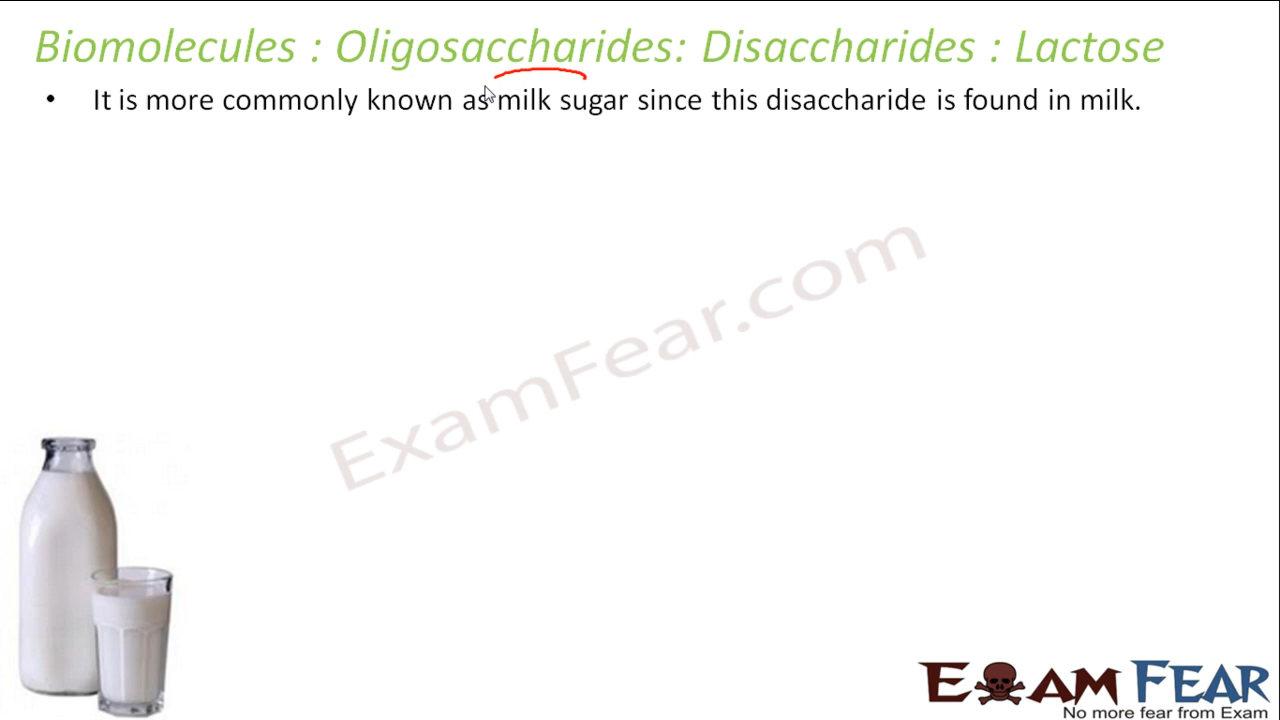 Biomolecules : Oligosaccharides: Disaccharides : Lactose
• It is more commonly known as milk sugar since this disaccharide is found in milk.
ExamFear.com
EXAM FEAR
No more fear from Exam